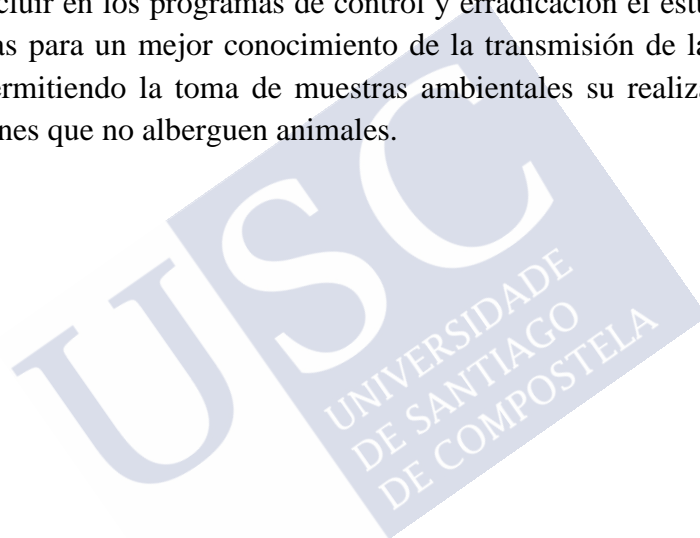 cluir en los programas de control y erradicación el est
as para un mejor conocimiento de la transmisión de la
ermitiendo la toma de muestras ambientales su realiz
nes que no alberguen animales.
USC
UNIVERSIDADE
DE SANTIAGO
DE COMPOSTELA